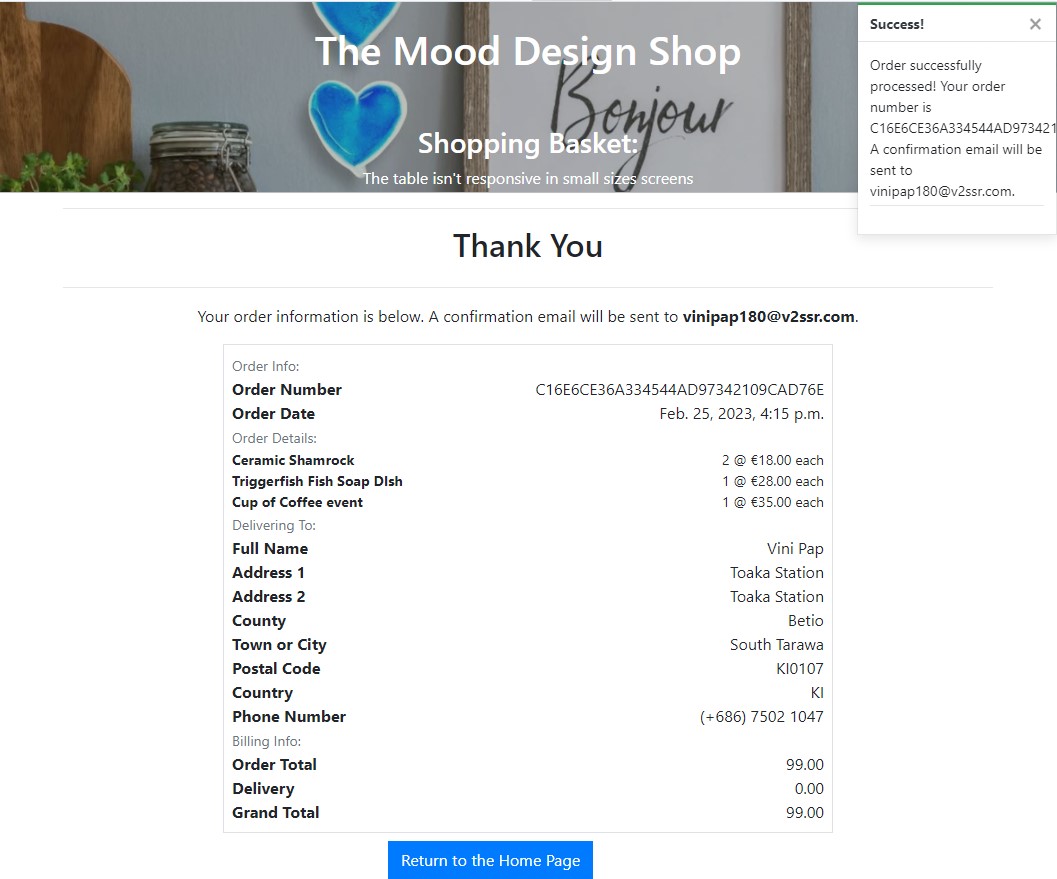 The Mood Design Shop
Bonjour
Shopping Basket:
The table isn't responsive in small sizes screens
Success!
×
Order successfully
processed! Your order
number is
C16E6CE36A334544AD973421
A confirmation email will be
sent to
vinipap180@v2ssr.com.
Thank You
Your order information is below. A confirmation email will be sent to vinipap180@v2ssr.com.
Order Info:
Order Number C16E6CE36A334544AD97342109CAD76E
Order Date Feb. 25, 2023, 4:15 p.m.
Order Details:
Ceramic Shamrock 2 @ €18.00 each
Triggerfish Fish Soap DIsh 1 @ €28.00 each
Cup of Coffee event 1 @ €35.00 each
Delivering To:
Full Name Vini Pap
Address 1 Toaka Station
Address 2 Toaka Station
County Betio
Town or City South Tarawa
Postal Code KI0107
Country KI
Phone Number (+686) 7502 1047
Billing Info:
Order Total 99.00
Delivery 0.00
Grand Total 99.00
Return to the Home Page